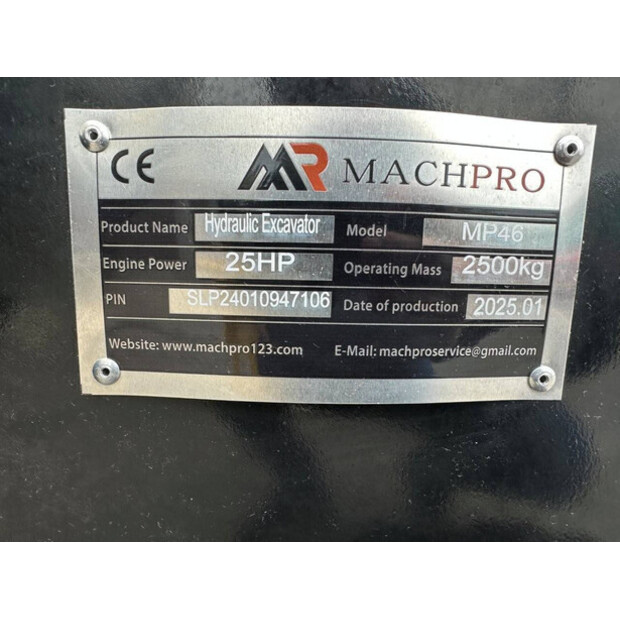 CE MR MACHPRO
Product Name Hydraulic Excavator Model MP46
Engine Power 25HP Operating Mass 2500kg
PIN SLP24010947106 Date of production 2025.01
Website: www.machpro123.com E-Mail: machproservice@gmail.com